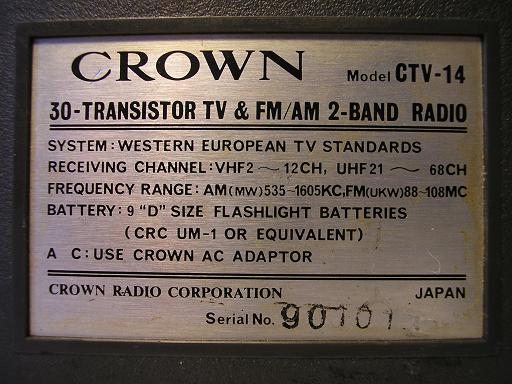 CROWN Model CTV-14
30-TRANSISTOR TV & FM/AM 2-BAND RADIO
SYSTEM: WESTERN EUROPEAN TV STANDARDS
RECEIVING CHANNEL: VHF2 ~ 12CH, UHF21 ~ 68CH
FREQUENCY RANGE: AM(MW)535~1605KC, FM(UKW)88~108MC
BATTERY: 9 "D" SIZE FLASHLIGHT BATTERIES
(CRC UM-1 OR EQUIVALENT)
A C: USE CROWN AC ADAPTOR
CROWN RADIO CORPORATION JAPAN
Serial No. 90101